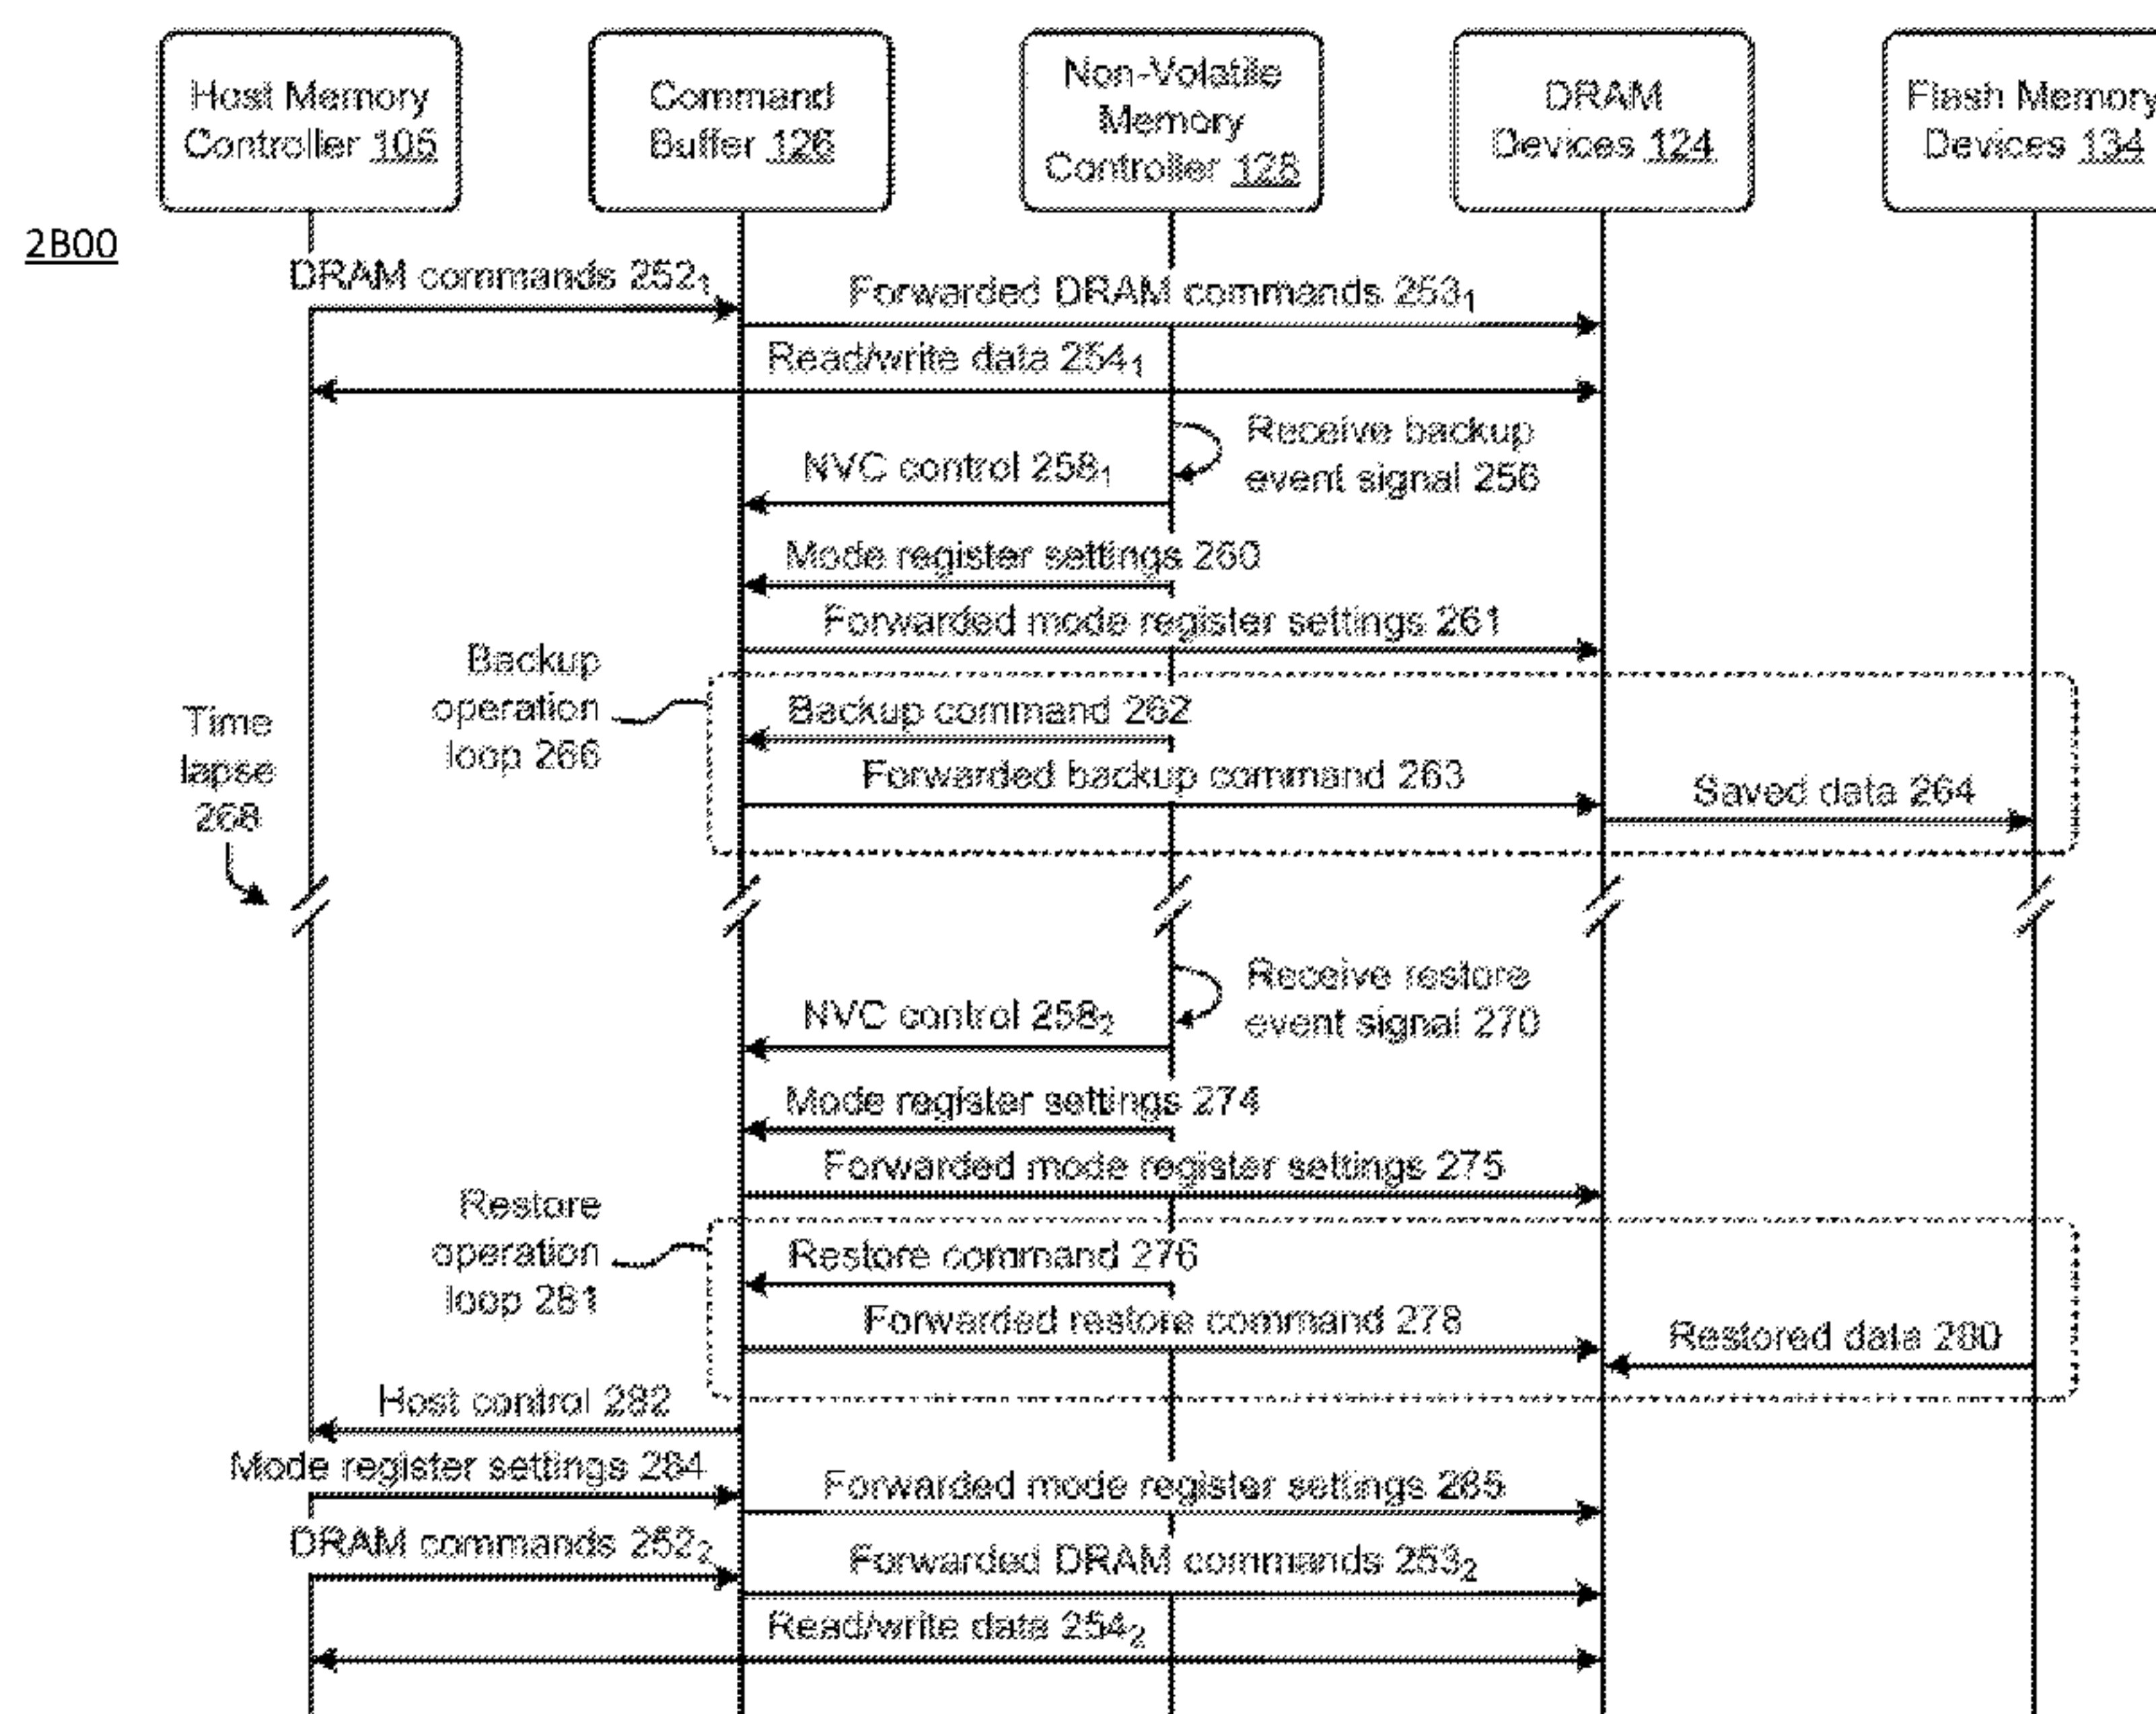 Host Memory
Controller 105
Command
Buffer 126
Non-Volatile
Memory
Controller 128
DRAM
Devices 124
Flash Memory
Devices 134
2B00
DRAM commands 252₁
Forwarded DRAM commands 253₁
Read/write data 254₁
Receive backup
event signal 256
NVC control 258₁
Mode register settings 260
Forwarded mode register settings 261
Backup
operation
loop 266
Backup command 262
Forwarded backup command 263
Saved data 264
Time
lapse
268
Receive restore
event signal 270
NVC control 258₂
Mode register settings 274
Forwarded mode register settings 275
Restore
operation
loop 281
Restore command 276
Forwarded restore command 278
Restored data 280
Host control 282
Mode register settings 284
Forwarded mode register settings 285
DRAM commands 252₂
Forwarded DRAM commands 253₂
Read/write data 254₂